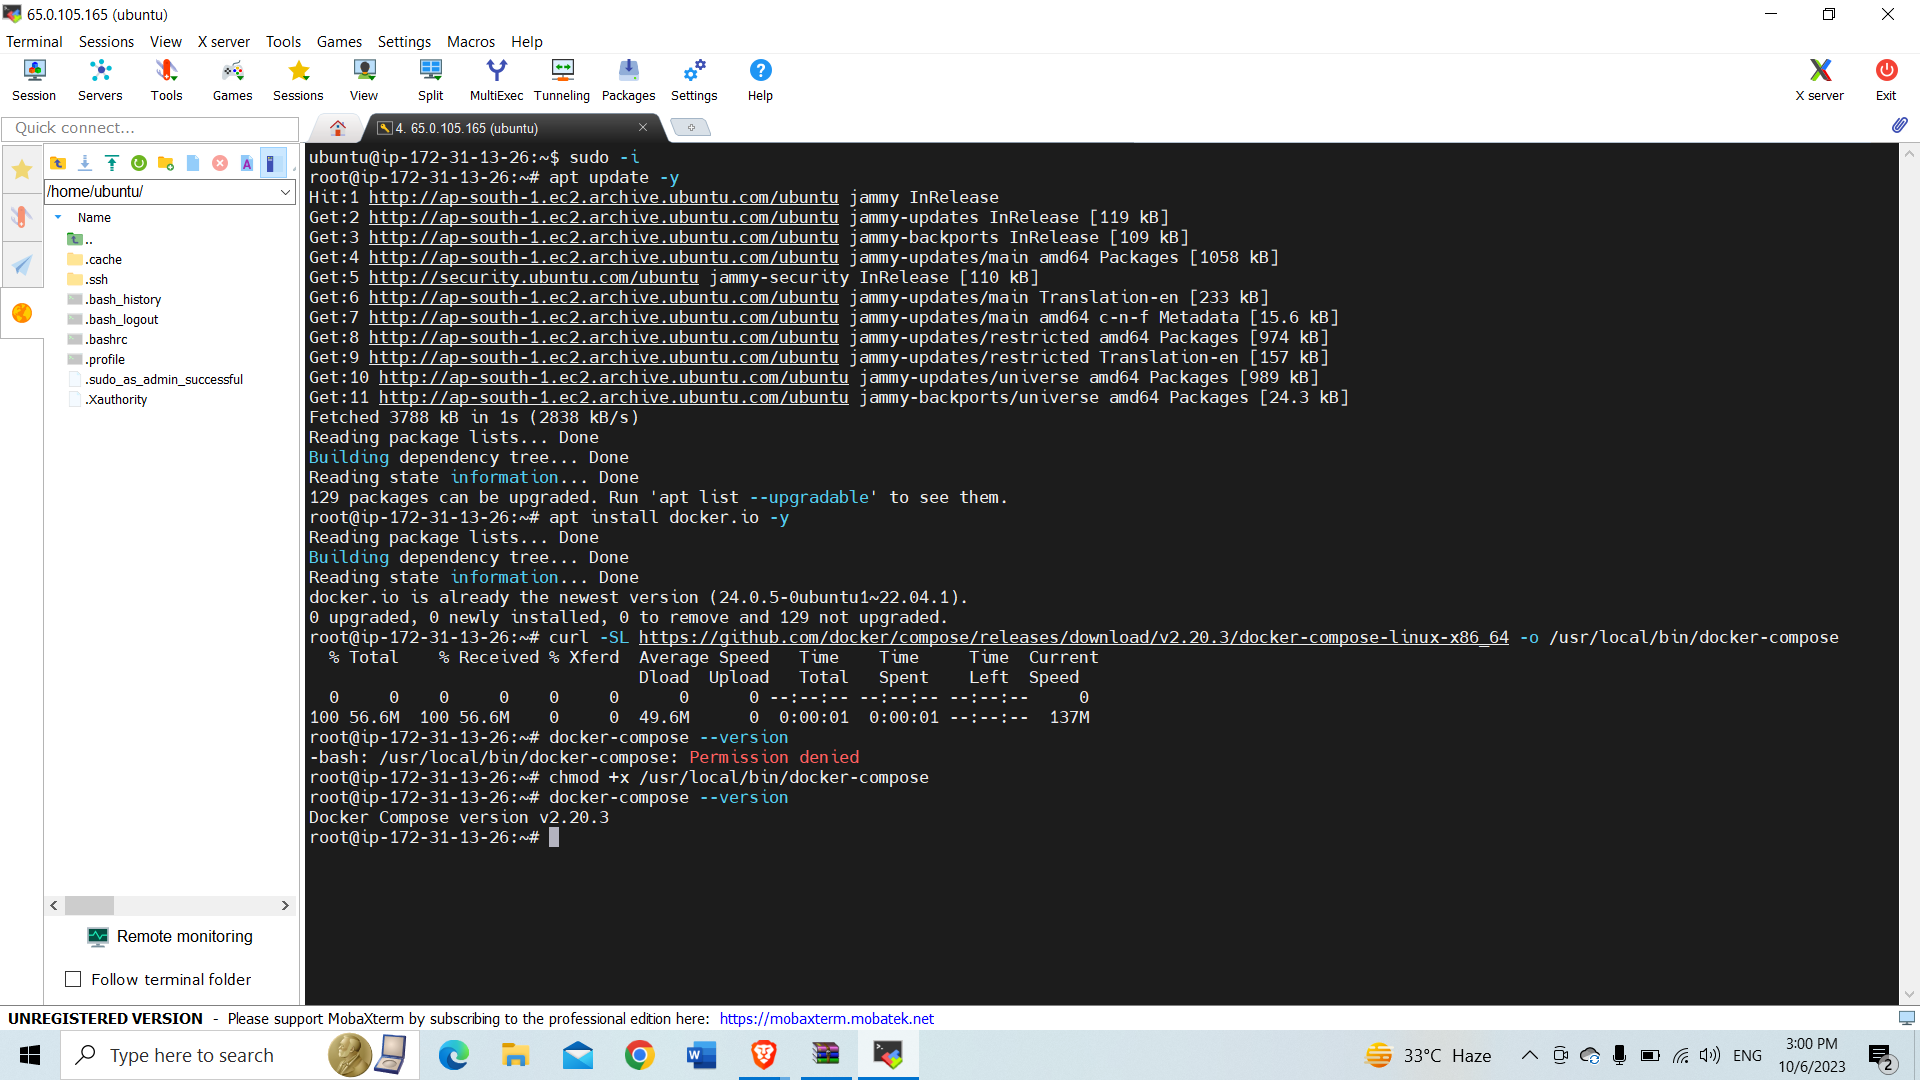 65.0.105.165 (ubuntu)
Terminal Sessions View X server Tools Games Settings Macros Help
Session Servers Tools Games Sessions View Split MultiExec Tunneling Packages Settings Help X server Exit
Quick connect...
4. 65.0.105.165 (ubuntu)
/home/ubuntu/
Name
..
.cache
.ssh
.bash_history
.bash_logout
.bashrc
.profile
.sudo_as_admin_successful
.Xauthority
Remote monitoring
Follow terminal folder
ubuntu@ip-172-31-13-26:~$ sudo -i
root@ip-172-31-13-26:~# apt update -y
Hit:1 http://ap-south-1.ec2.archive.ubuntu.com/ubuntu jammy InRelease
Get:2 http://ap-south-1.ec2.archive.ubuntu.com/ubuntu jammy-updates InRelease [119 kB]
Get:3 http://ap-south-1.ec2.archive.ubuntu.com/ubuntu jammy-backports InRelease [109 kB]
Get:4 http://ap-south-1.ec2.archive.ubuntu.com/ubuntu jammy-updates/main amd64 Packages [1058 kB]
Get:5 http://security.ubuntu.com/ubuntu jammy-security InRelease [110 kB]
Get:6 http://ap-south-1.ec2.archive.ubuntu.com/ubuntu jammy-updates/main Translation-en [233 kB]
Get:7 http://ap-south-1.ec2.archive.ubuntu.com/ubuntu jammy-updates/main amd64 c-n-f Metadata [15.6 kB]
Get:8 http://ap-south-1.ec2.archive.ubuntu.com/ubuntu jammy-updates/restricted amd64 Packages [974 kB]
Get:9 http://ap-south-1.ec2.archive.ubuntu.com/ubuntu jammy-updates/restricted Translation-en [157 kB]
Get:10 http://ap-south-1.ec2.archive.ubuntu.com/ubuntu jammy-updates/universe amd64 Packages [989 kB]
Get:11 http://ap-south-1.ec2.archive.ubuntu.com/ubuntu jammy-backports/universe amd64 Packages [24.3 kB]
Fetched 3788 kB in 1s (2838 kB/s)
Reading package lists... Done
Building dependency tree... Done
Reading state information... Done
129 packages can be upgraded. Run 'apt list --upgradable' to see them.
root@ip-172-31-13-26:~# apt install docker.io -y
Reading package lists... Done
Building dependency tree... Done
Reading state information... Done
docker.io is already the newest version (24.0.5-0ubuntu1~22.04.1).
0 upgraded, 0 newly installed, 0 to remove and 129 not upgraded.
root@ip-172-31-13-26:~# curl -SL https://github.com/docker/compose/releases/download/v2.20.3/docker-compose-linux-x86_64 -o /usr/local/bin/docker-compose
% Total % Received % Xferd Average Speed Time Time Time Current
Dload Upload Total Spent Left Speed
0 0 0 0 0 0 0 0 --:--:-- --:--:-- --:--:-- 0
100 56.6M 100 56.6M 0 0 49.6M 0 0:00:01 0:00:01 --:--:-- 137M
root@ip-172-31-13-26:~# docker-compose --version
-bash: /usr/local/bin/docker-compose: Permission denied
root@ip-172-31-13-26:~# chmod +x /usr/local/bin/docker-compose
root@ip-172-31-13-26:~# docker-compose --version
Docker Compose version v2.20.3
root@ip-172-31-13-26:~#
UNREGISTERED VERSION - Please support MobaXterm by subscribing to the professional edition here: https://mobaxterm.mobatek.net
Type here to search
33°C Haze
ENG
3:00 PM
10/6/2023
2